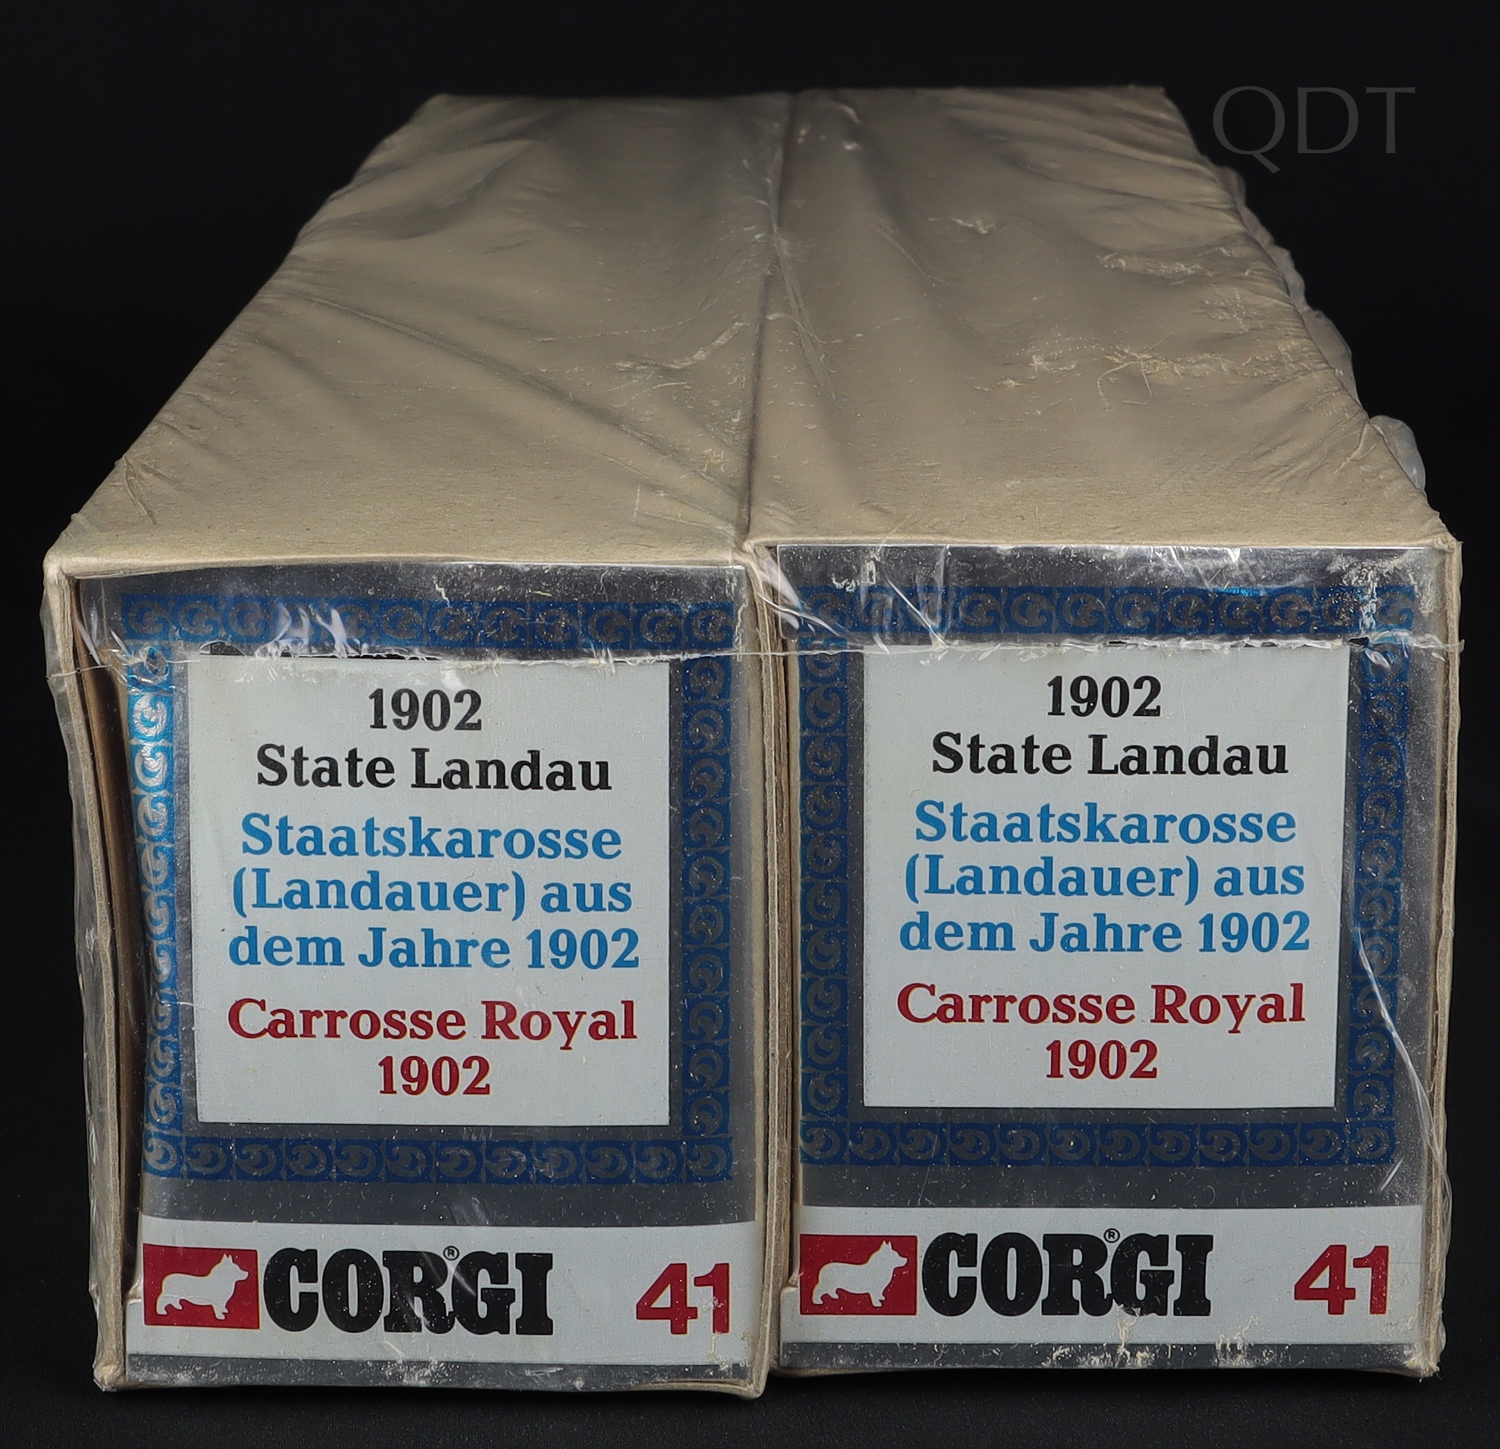 QDT
1902
State Landau
Staatskarosse
(Landauer) aus
dem Jahre 1902
Carrosse Royal
1902
CORGI® 41
1902
State Landau
Staatskarosse
(Landauer) aus
dem Jahre 1902
Carrosse Royal
1902
CORGI® 41